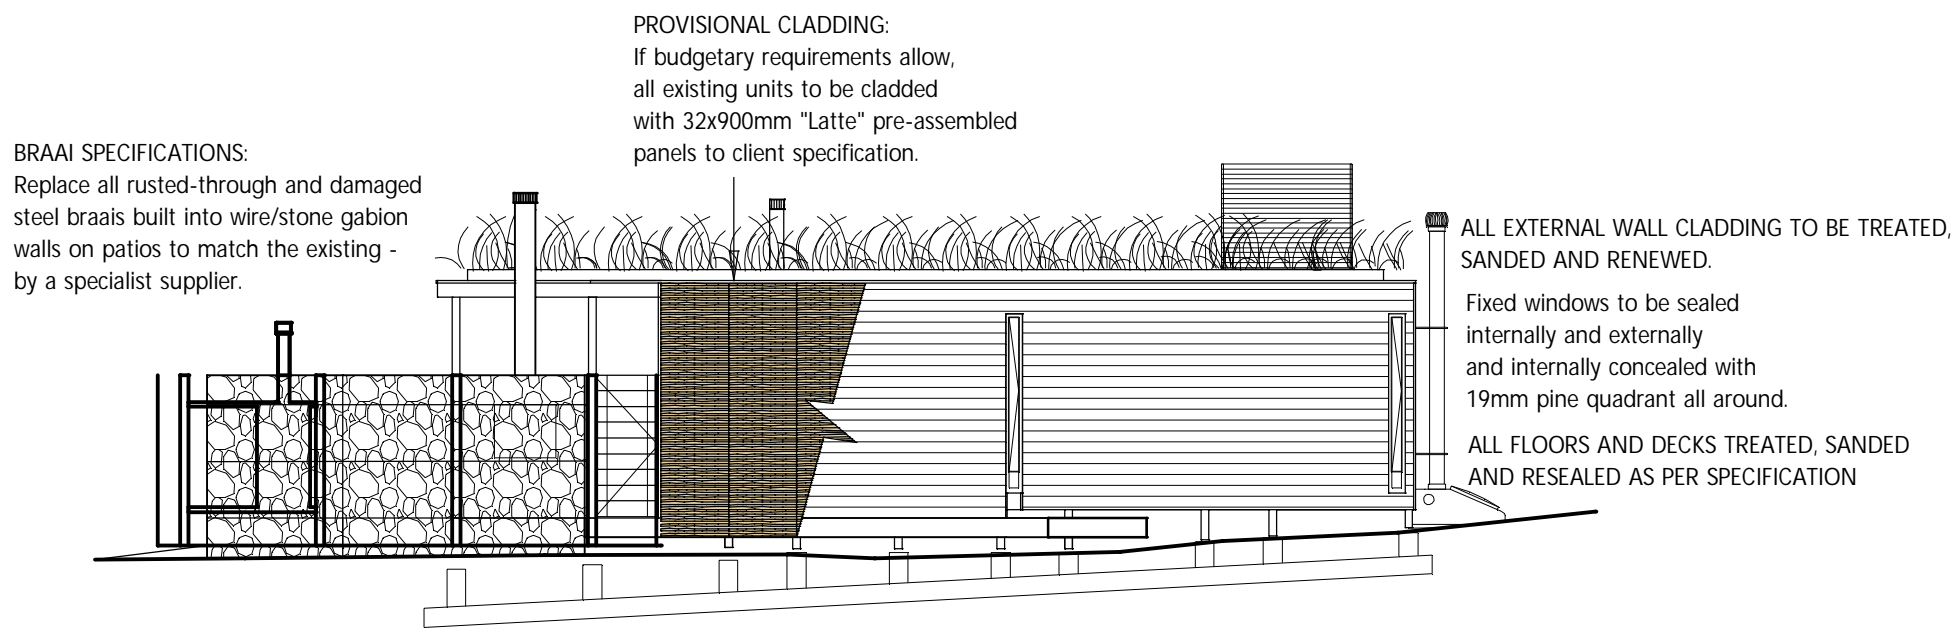 PROVISIONAL CLADDING:
If budgetary requirements allow,
all existing units to be cladded
with 32x900mm "Latte" pre-assembled
panels to client specification.
BRAAI SPECIFICATIONS:
Replace all rusted-through and damaged
steel braais built into wire/stone gabion
walls on patios to match the existing -
by a specialist supplier.
ALL EXTERNAL WALL CLADDING TO BE TREATED,
SANDED AND RENEWED.
Fixed windows to be sealed
internally and externally
and internally concealed with
19mm pine quadrant all around.
ALL FLOORS AND DECKS TREATED, SANDED
AND RESEALED AS PER SPECIFICATION